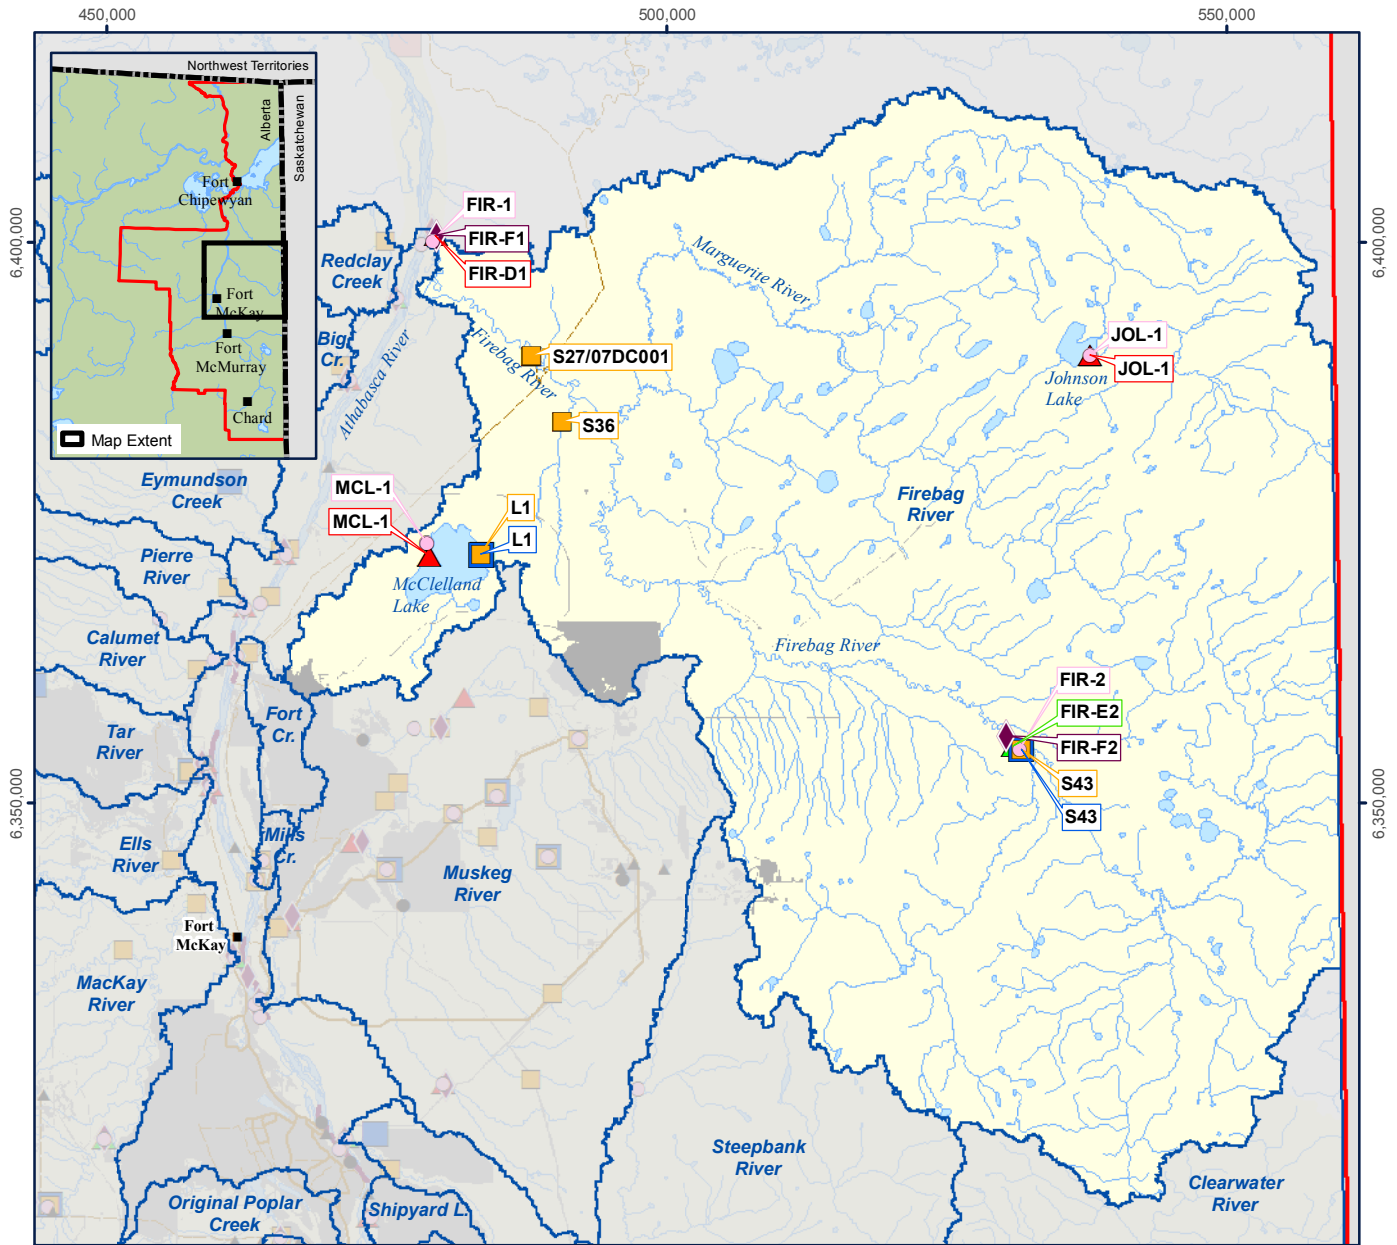 450,000
500,000
550,000
6,400,000
6,350,000
6,400,000
6,350,000
Northwest Territories
Alberta
Saskatchewan
Fort
Chipewyan
Fort
McKay
Fort
McMurray
Chard
Map Extent
FIR-1
FIR-F1
FIR-D1
Redclay
Creek
Big
Cr.
Athabasca River
Firebag River
Marguerite River
S27/07DC001
S36
JOL-1
JOL-1
Johnson
Lake
Eymundson
Creek
MCL-1
MCL-1
L1
L1
McClelland
Lake
Firebag
River
Pierre
River
Calumet
River
Firebag River
Tar
River
Fort
Cr.
FIR-2
FIR-E2
FIR-F2
S43
S43
Ells
River
Mills
Cr.
Muskeg
River
Fort
McKay
MacKay
River
Steepbank
River
Clearwater
River
Original Poplar
Creek
Shipyard L.